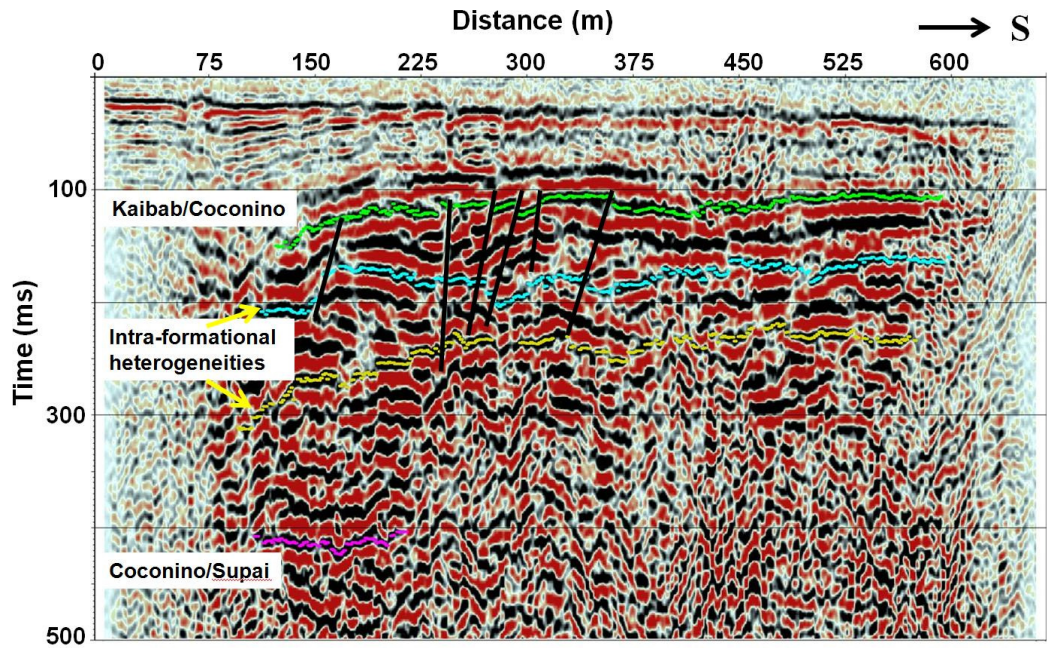 Distance (m)
S
0 75 150 225 300 375 450 525 600
100
Kaibab/Coconino
Intra-formational
heterogeneities
Time (ms)
300
Coconino/Supai
500